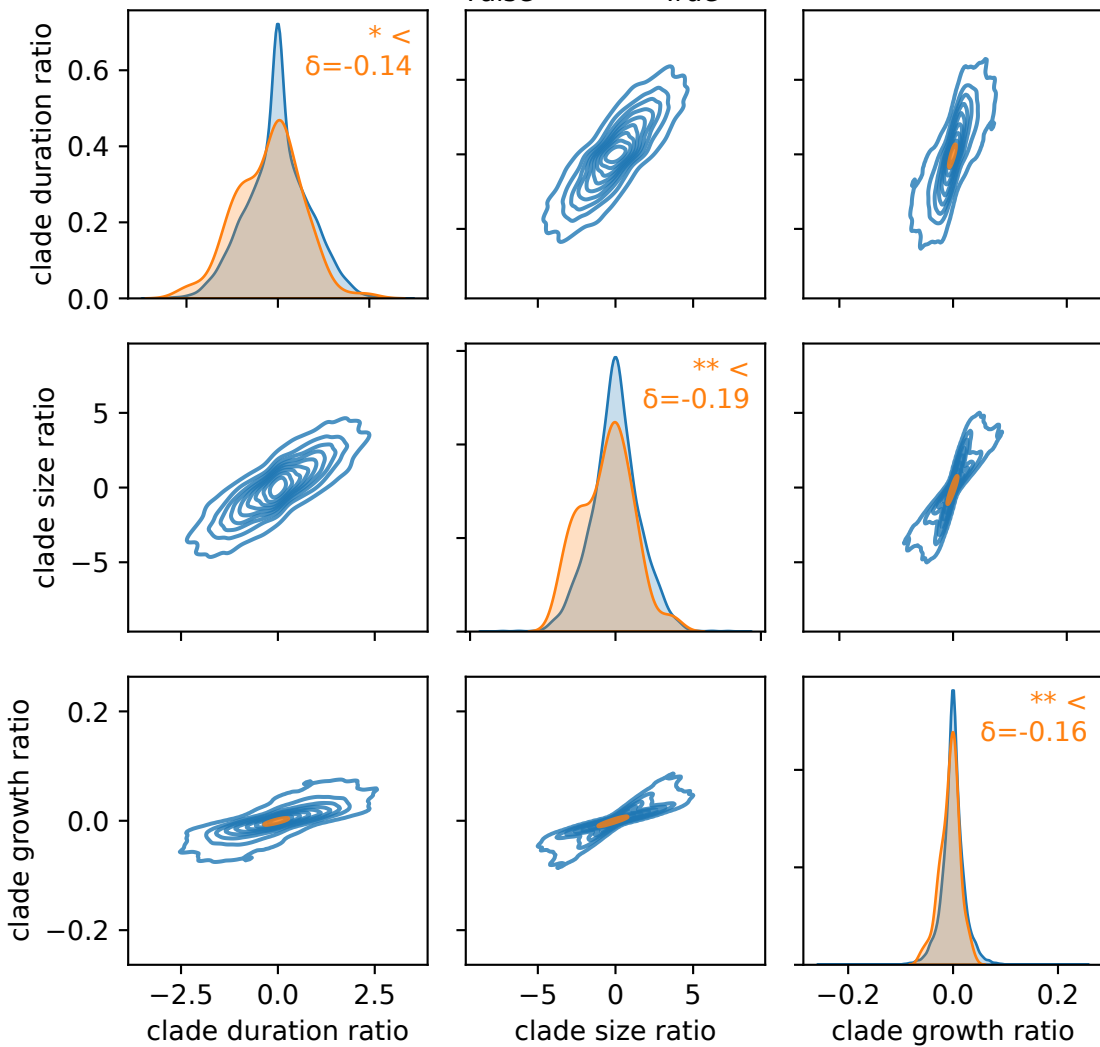 clade duration ratio
0.6
0.4
0.2
0.0
* <
δ=-0.14
clade size ratio
5
0
−5
** <
δ=-0.19
clade growth ratio
0.2
0.0
−0.2
** <
δ=-0.16
−2.5 0.0 2.5
clade duration ratio
−5 0 5
clade size ratio
−0.2 0.0 0.2
clade growth ratio